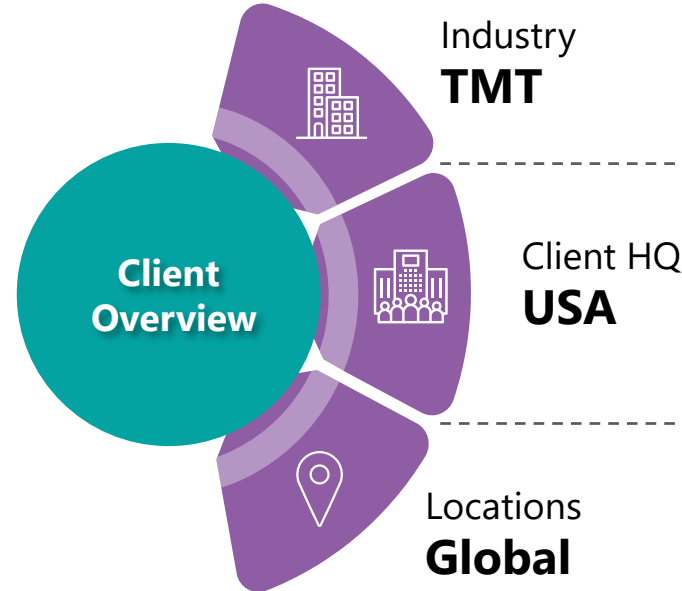 Client
Overview
Industry
TMT
Client HQ
USA
Locations
Global